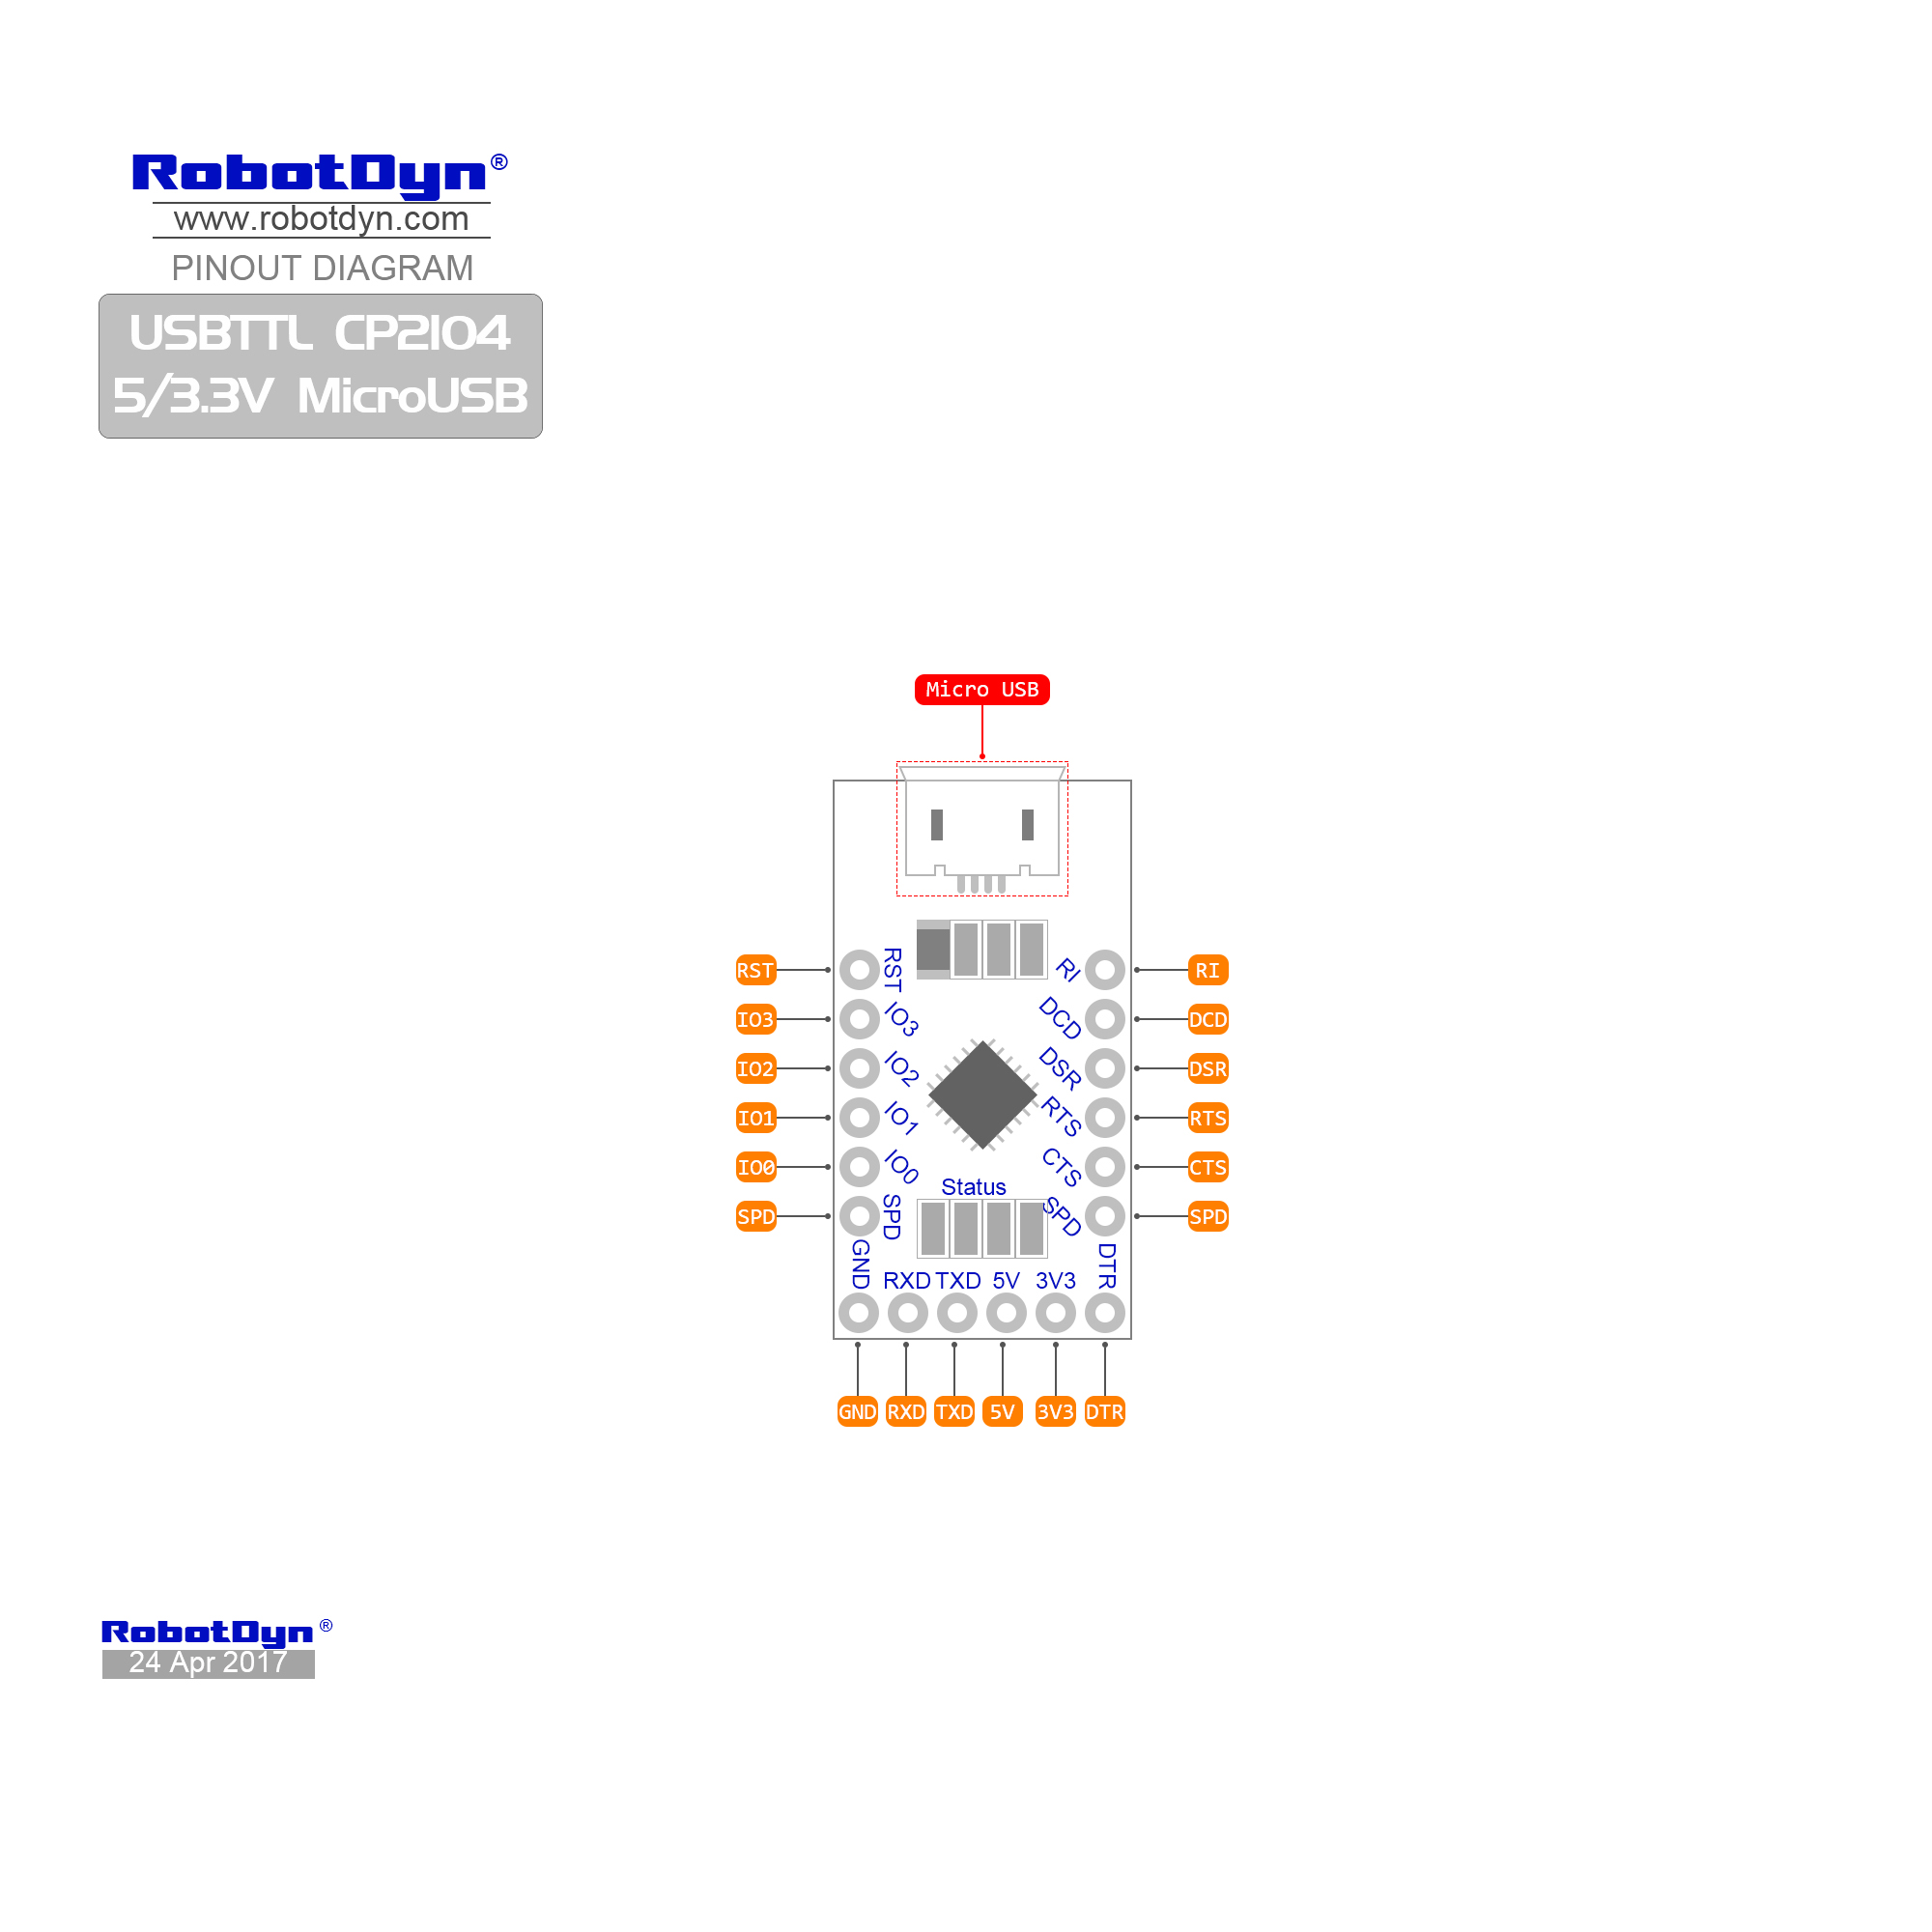 RobotDyn®
www.robotdyn.com
PINOUT DIAGRAM
USBTTL CP2104
5/3.3V MicroUSB
Micro USB
RST
RST
RI
RI
IO3
IO3
DCD
DCD
IO2
IO2
DSR
DSR
IO1
IO1
RTS
RTS
IO0
IO0
CTS
CTS
Status
SPD
SPD
SPD
SPD
GND
RXD
TXD
5V
3V3
DTR
GND
RXD
TXD
5V
3V3
DTR
RobotDyn®
24 Apr 2017